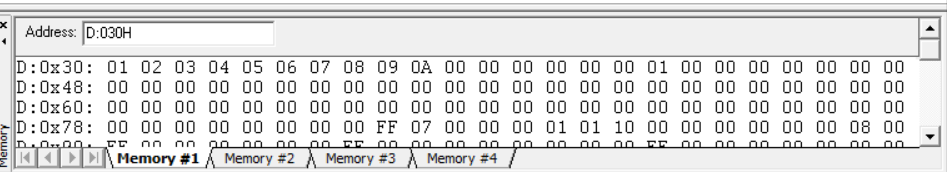 Address: D:030H
D:0x30: 01 02 03 04 05 06 07 08 09 0A 00 00 00 00 00 00 01 00 00 00 00 00 00 00
D:0x48: 00 00 00 00 00 00 00 00 00 00 00 00 00 00 00 00 00 00 00 00 00 00 00 00
D:0x60: 00 00 00 00 00 00 00 00 00 00 00 00 00 00 00 00 00 00 00 00 00 00 00 00
D:0x78: 00 00 00 00 00 00 00 00 FF 07 00 00 00 01 01 10 00 00 00 00 00 00 08 00
Memory #1 Memory #2 Memory #3 Memory #4
Memory